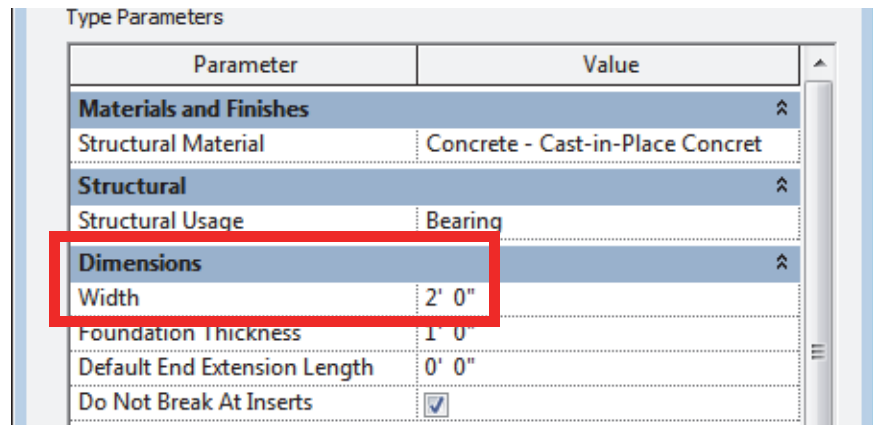 Type Parameters
Parameter Value
Materials and Finishes
Structural Material Concrete - Cast-in-Place Concret
Structural
Structural Usage Bearing
Dimensions
Width 2' 0"
Foundation Thickness 1' 0"
Default End Extension Length 0' 0"
Do Not Break At Inserts